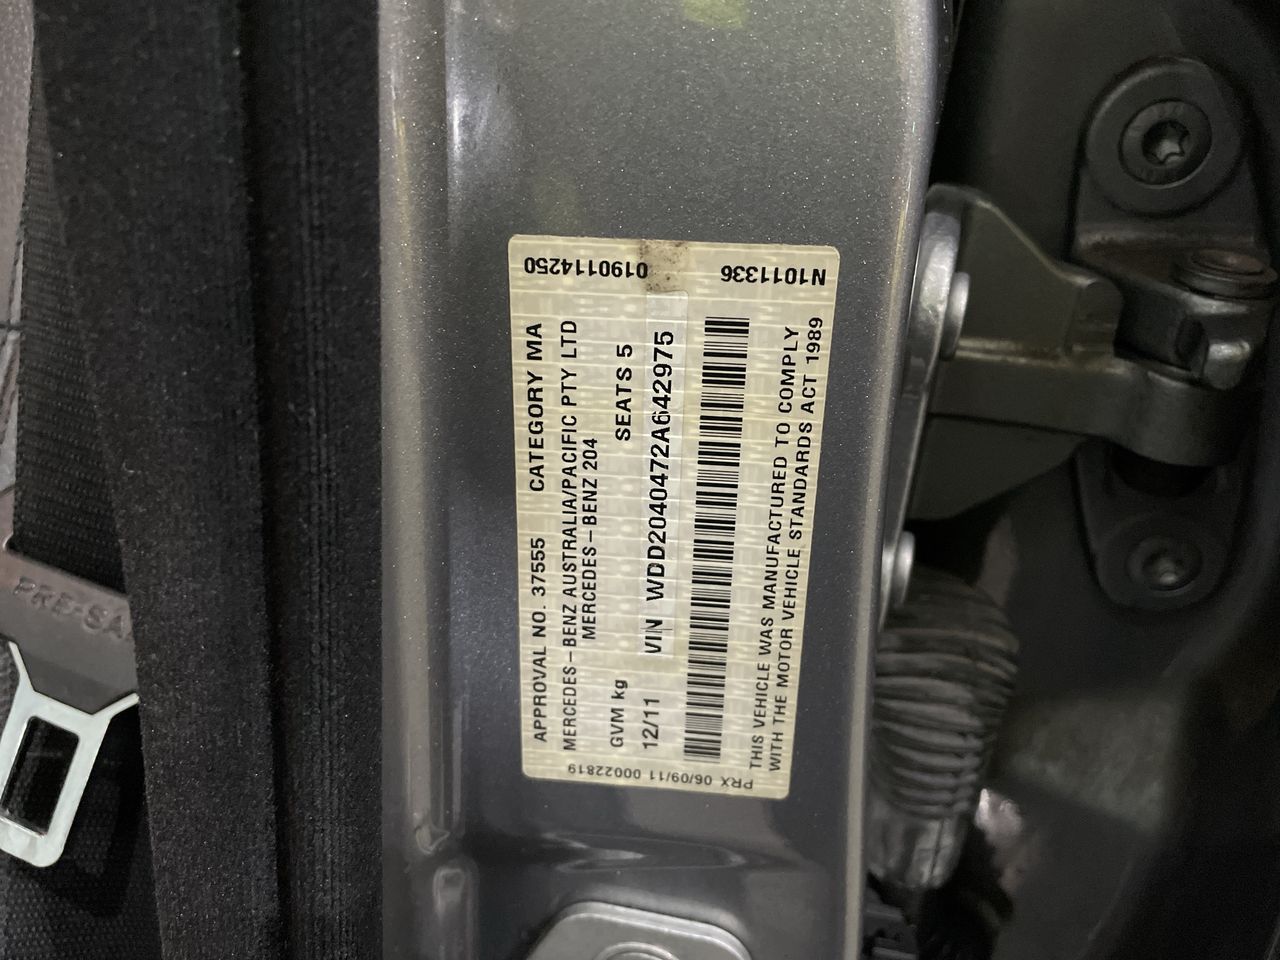 APPROVAL NO. 37555 CATEGORY MA
MERCEDES-BENZ AUSTRALIA/PACIFIC PTY LTD
MERCEDES-BENZ 204
GVM kg SEATS 5
12/11 VIN WDD2040472A642975
THIS VEHICLE WAS MANUFACTURED TO COMPLY
WITH THE MOTOR VEHICLE STANDARDS ACT 1989
0190114250
N1011336
PRX 06/09/11 00022819
PRE-SA